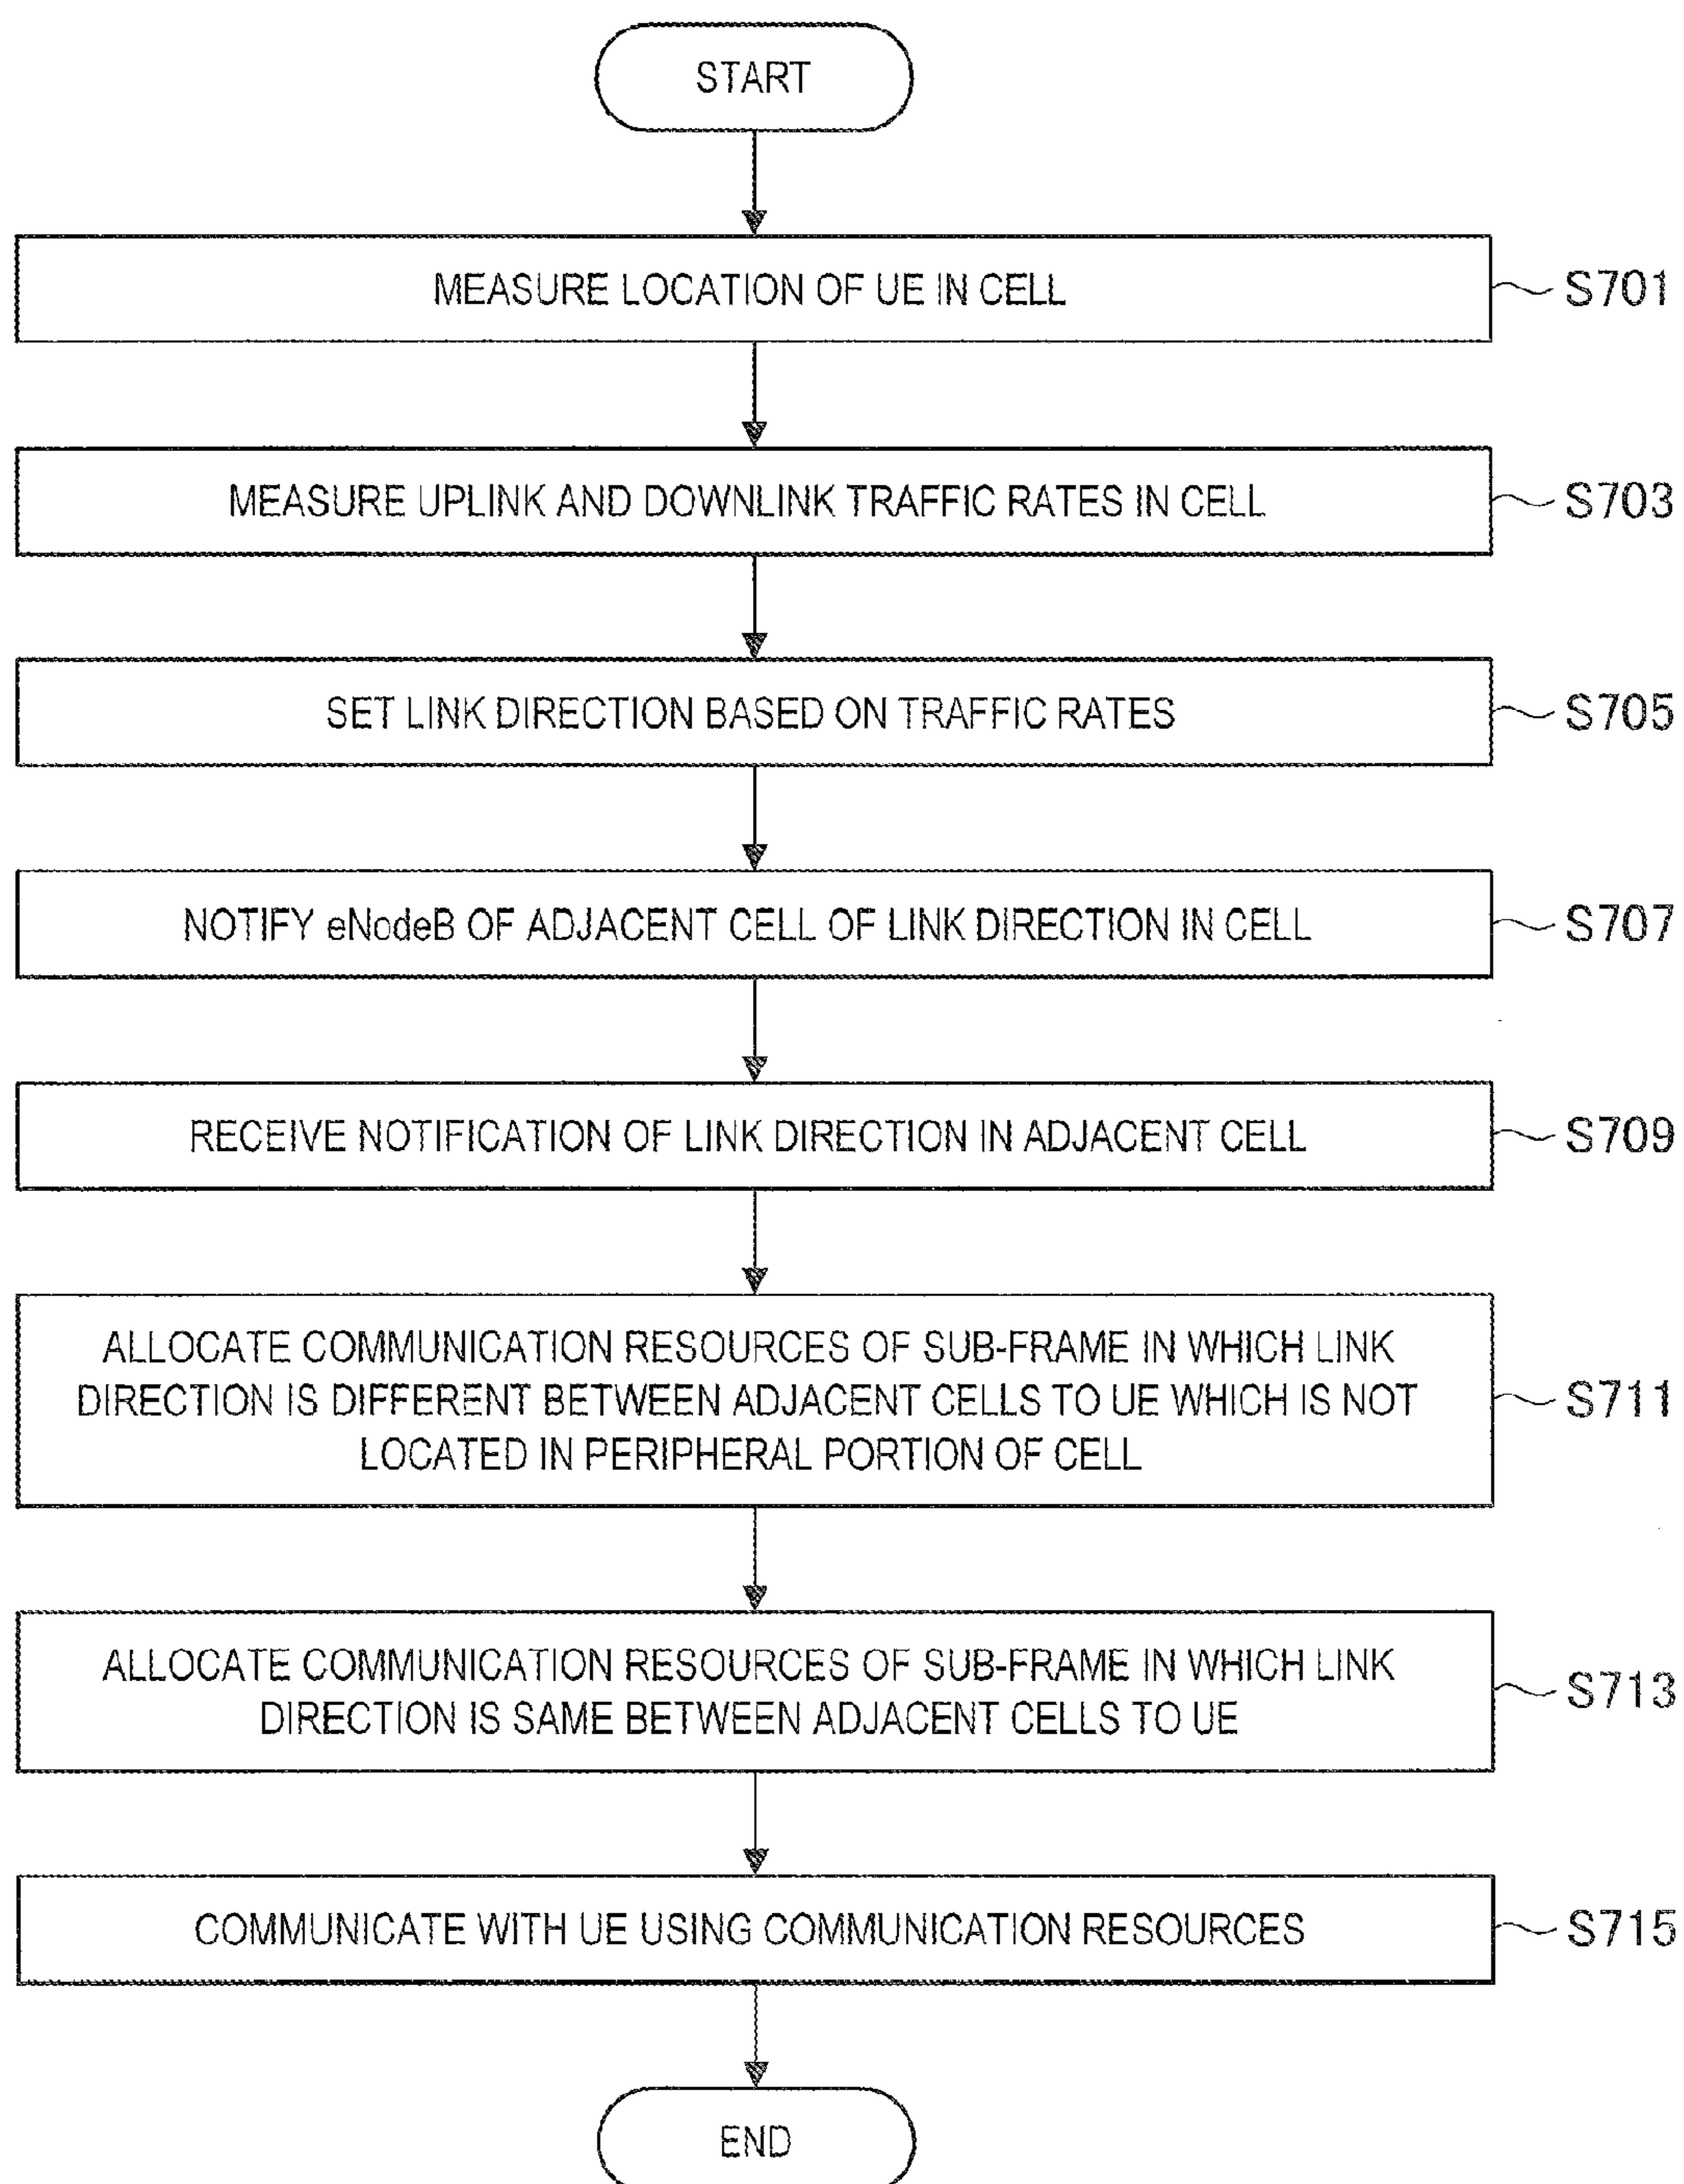 START
MEASURE LOCATION OF UE IN CELL
S701
MEASURE UPLINK AND DOWNLINK TRAFFIC RATES IN CELL
S703
SET LINK DIRECTION BASED ON TRAFFIC RATES
S705
NOTIFY eNodeB OF ADJACENT CELL OF LINK DIRECTION IN CELL
S707
RECEIVE NOTIFICATION OF LINK DIRECTION IN ADJACENT CELL
S709
ALLOCATE COMMUNICATION RESOURCES OF SUB-FRAME IN WHICH LINK
DIRECTION IS DIFFERENT BETWEEN ADJACENT CELLS TO UE WHICH IS NOT
LOCATED IN PERIPHERAL PORTION OF CELL
S711
ALLOCATE COMMUNICATION RESOURCES OF SUB-FRAME IN WHICH LINK
DIRECTION IS SAME BETWEEN ADJACENT CELLS TO UE
S713
COMMUNICATE WITH UE USING COMMUNICATION RESOURCES
S715
END